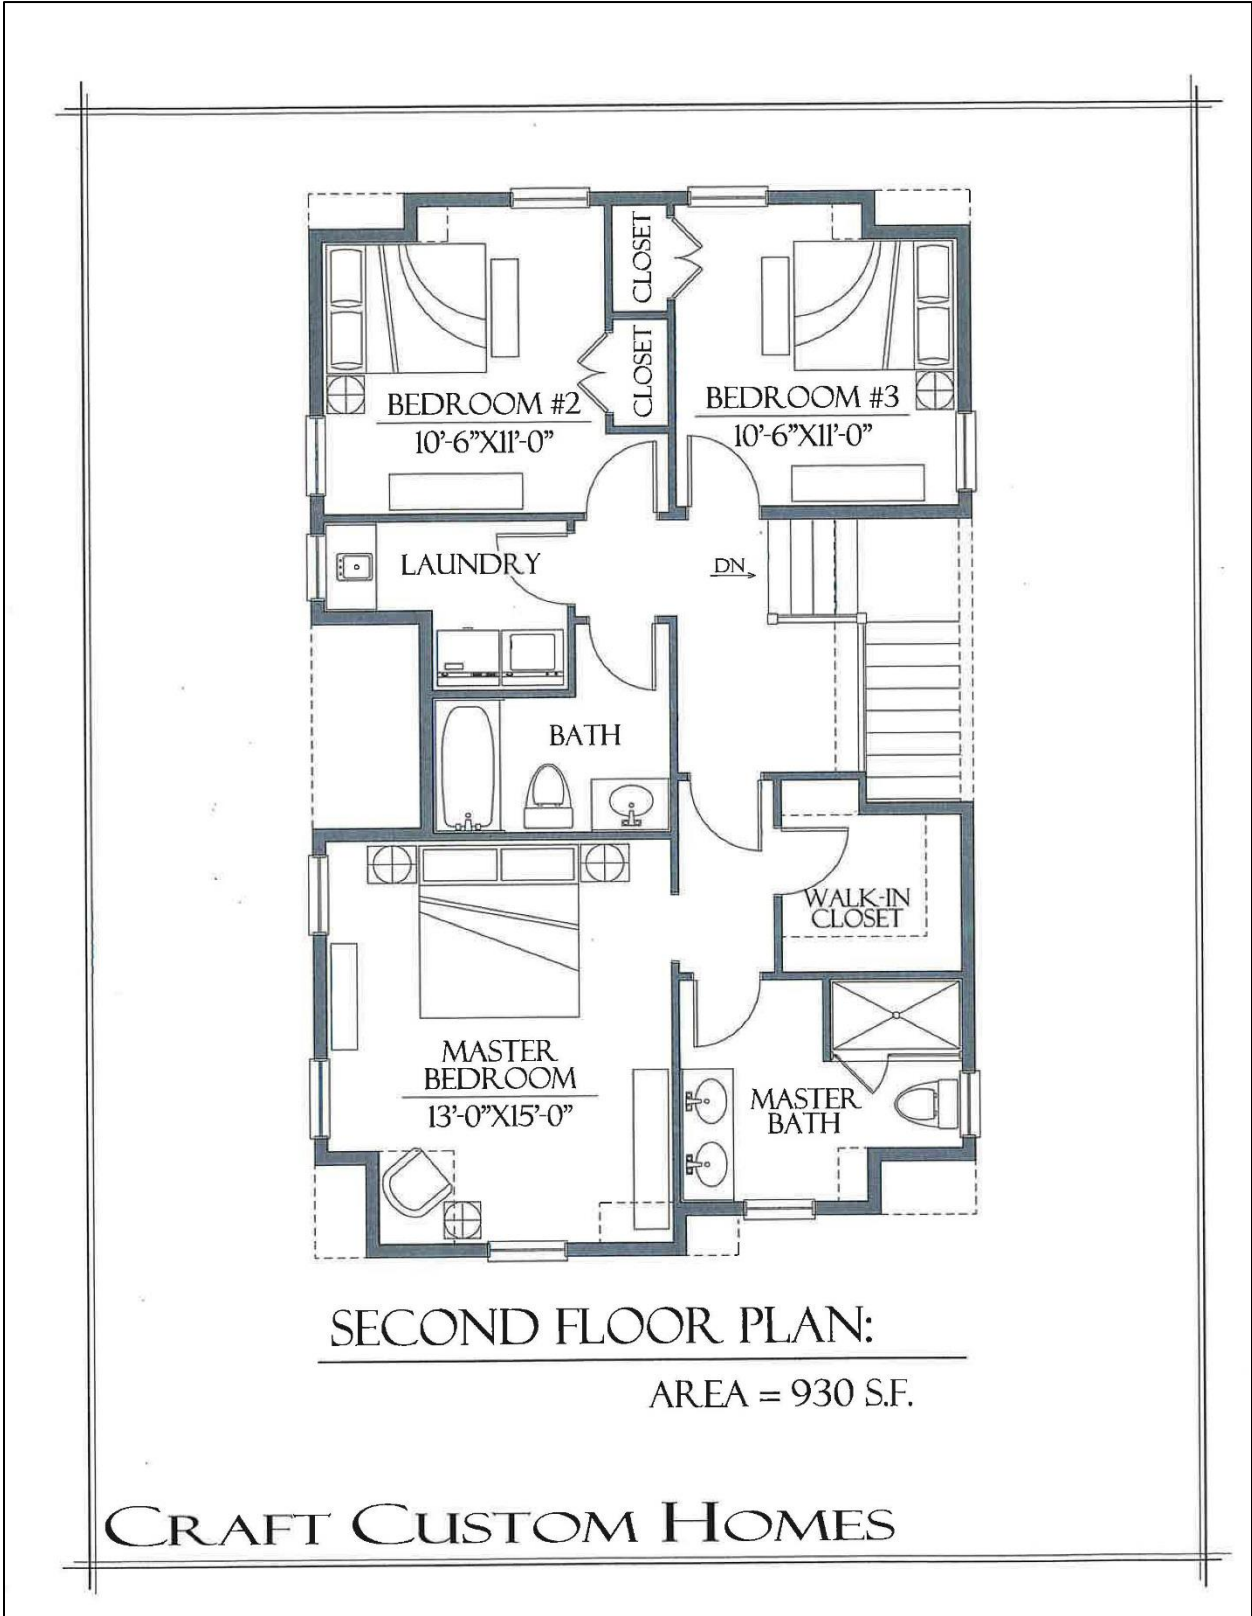 CLOSET
CLOSET
BEDROOM #2
10'-6"X11'-0"
BEDROOM #3
10'-6"X11'-0"
LAUNDRY
DN
BATH
WALK-IN
CLOSET
MASTER
BEDROOM
13'-0"X15'-0"
MASTER
BATH
SECOND FLOOR PLAN:
AREA = 930 S.F.
CRAFT CUSTOM HOMES